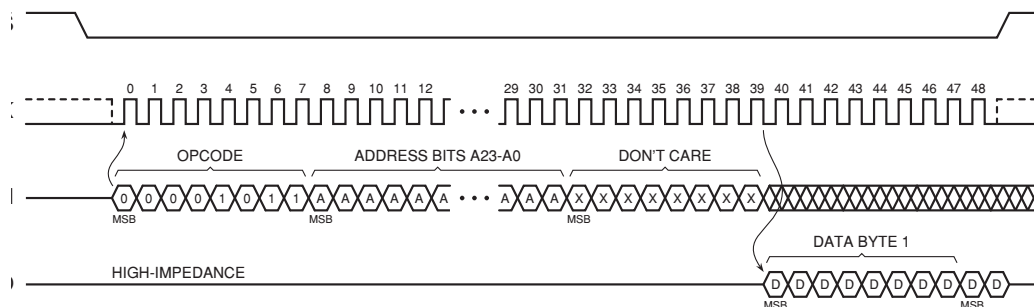 0 1 2 3 4 5 6 7 8 9 10 11 12 29 30 31 32 33 34 35 36 37 38 39 40 41 42 43 44 45 46 47 48
OPCODE ADDRESS BITS A23-A0 DON'T CARE
0 0 0 0 1 0 1 1 A A A A A A A A A X X X X X X X X
MSB MSB MSB
DATA BYTE 1
HIGH-IMPEDANCE
D D D D D D D D D D
MSB MSB